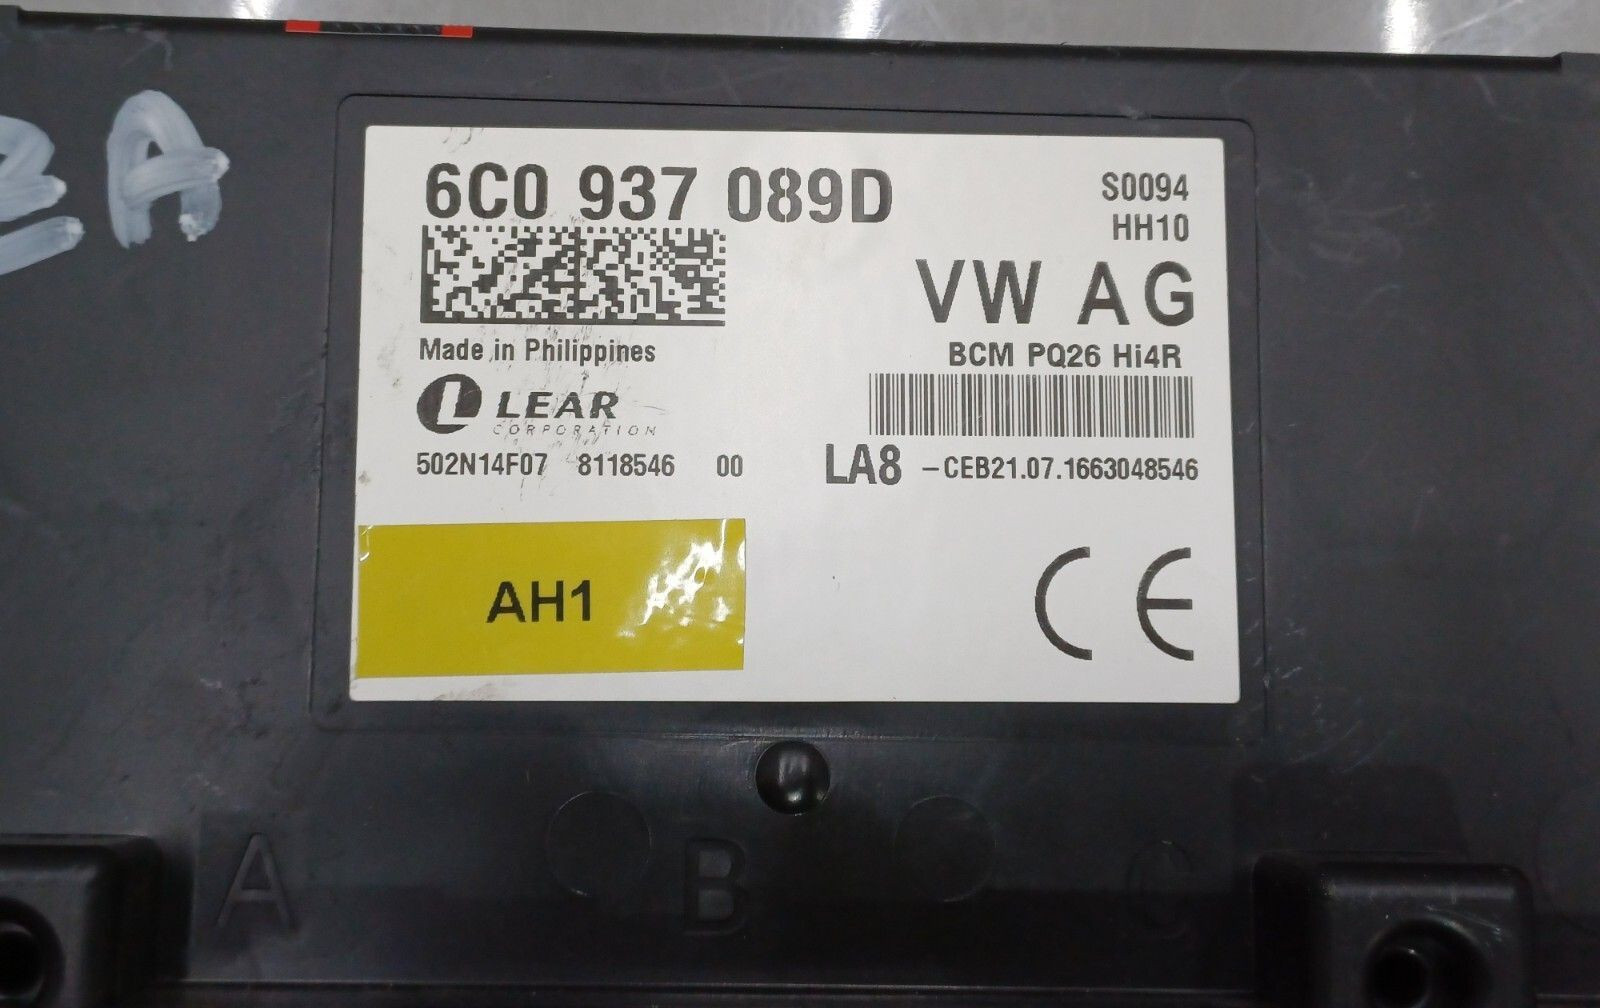 6C0 937 089D
S0094
HH10
VW AG
Made in Philippines
BCM PQ26 Hi4R
LEAR
CORPORATION
502N14F07 8118546 00
LA8 -CEB21.07.1663048546
AH1
CE
A B C